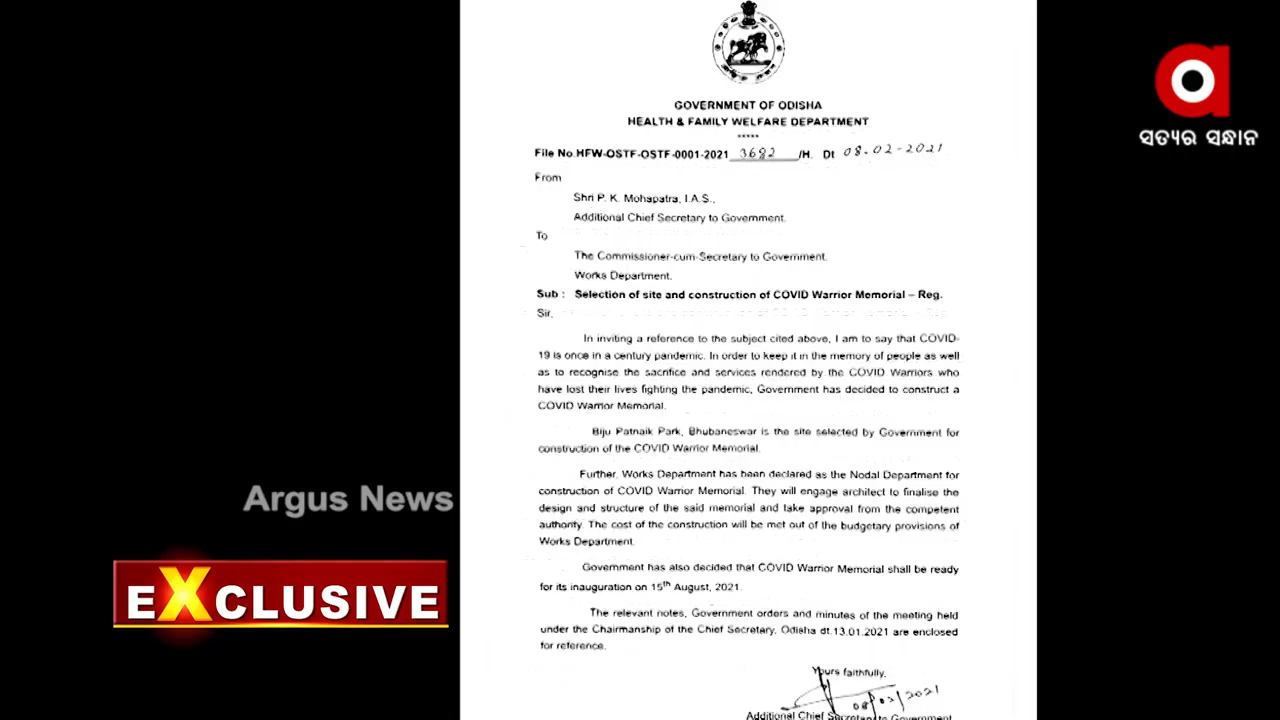 GOVERNMENT OF ODISHA
HEALTH & FAMILY WELFARE DEPARTMENT
*****
File No.HFW-OSTF-OSTF-0001-2021 3682 /H. Dt 08-02-2021
From
Shri P. K. Mohapatra, I.A.S.,
Additional Chief Secretary to Government.
To
The Commissioner-cum-Secretary to Government.
Works Department.
Sub : Selection of site and construction of COVID Warrior Memorial – Reg.
Sir,
In inviting a reference to the subject cited above, I am to say that COVID-
19 is once in a century pandemic. In order to keep it in the memory of people as well
as to recognise the sacrifice and services rendered by the COVID Warriors who
have lost their lives fighting the pandemic, Government has decided to construct a
COVID Warrior Memorial.
Biju Patnaik Park, Bhubaneswar is the site selected by Government for
construction of the COVID Warrior Memorial.
Further, Works Department has been declared as the Nodal Department for
construction of COVID Warrior Memorial. They will engage architect to finalise the
design and structure of the said memorial and take approval from the competent
authority. The cost of the construction will be met out of the budgetary provisions of
Works Department.
Government has also decided that COVID Warrior Memorial shall be ready
for its inauguration on 15th August, 2021.
The relevant notes, Government orders and minutes of the meeting held
under the Chairmanship of the Chief Secretary, Odisha dt.13.01.2021 are enclosed
for reference.
Yours faithfully,
08/02/2021
Additional Chief Secretary to Government
ସତ୍ୟର ସନ୍ଧାନ
Argus News
EXCLUSIVE